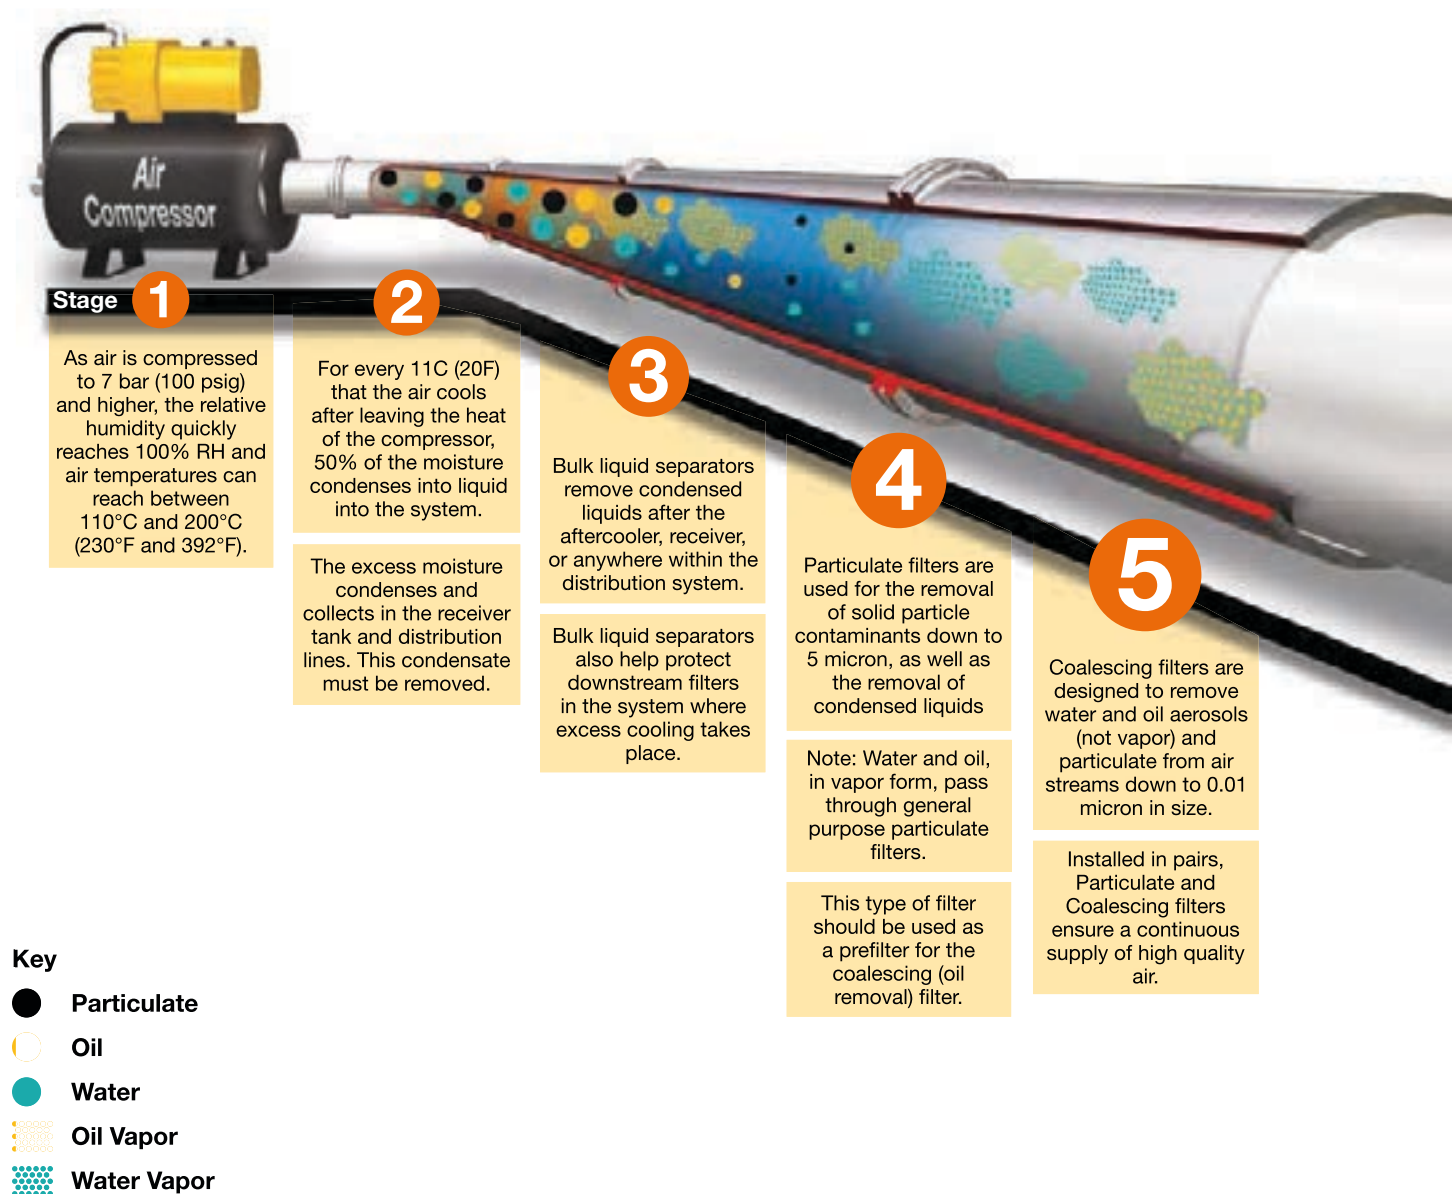 Air
Compressor
Stage 1
As air is compressed
to 7 bar (100 psig)
and higher, the relative
humidity quickly
reaches 100% RH and
air temperatures can
reach between
110°C and 200°C
(230°F and 392°F).
2
For every 11C (20F)
that the air cools
after leaving the heat
of the compressor,
50% of the moisture
condenses into liquid
into the system.
The excess moisture
condenses and
collects in the receiver
tank and distribution
lines. This condensate
must be removed.
3
Bulk liquid separators
remove condensed
liquids after the
aftercooler, receiver,
or anywhere within the
distribution system.
Bulk liquid separators
also help protect
downstream filters
in the system where
excess cooling takes
place.
4
Particulate filters are
used for the removal
of solid particle
contaminants down to
5 micron, as well as
the removal of
condensed liquids
Note: Water and oil,
in vapor form, pass
through general
purpose particulate
filters.
This type of filter
should be used as
a prefilter for the
coalescing (oil
removal) filter.
5
Coalescing filters are
designed to remove
water and oil aerosols
(not vapor) and
particulate from air
streams down to 0.01
micron in size.
Installed in pairs,
Particulate and
Coalescing filters
ensure a continuous
supply of high quality
air.
Key
Particulate
Oil
Water
Oil Vapor
Water Vapor